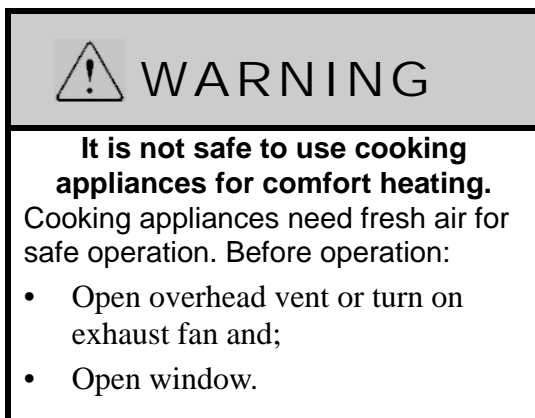 WARNING
It is not safe to use cooking
appliances for comfort heating.
Cooking appliances need fresh air for
safe operation. Before operation:
• Open overhead vent or turn on
exhaust fan and;
• Open window.